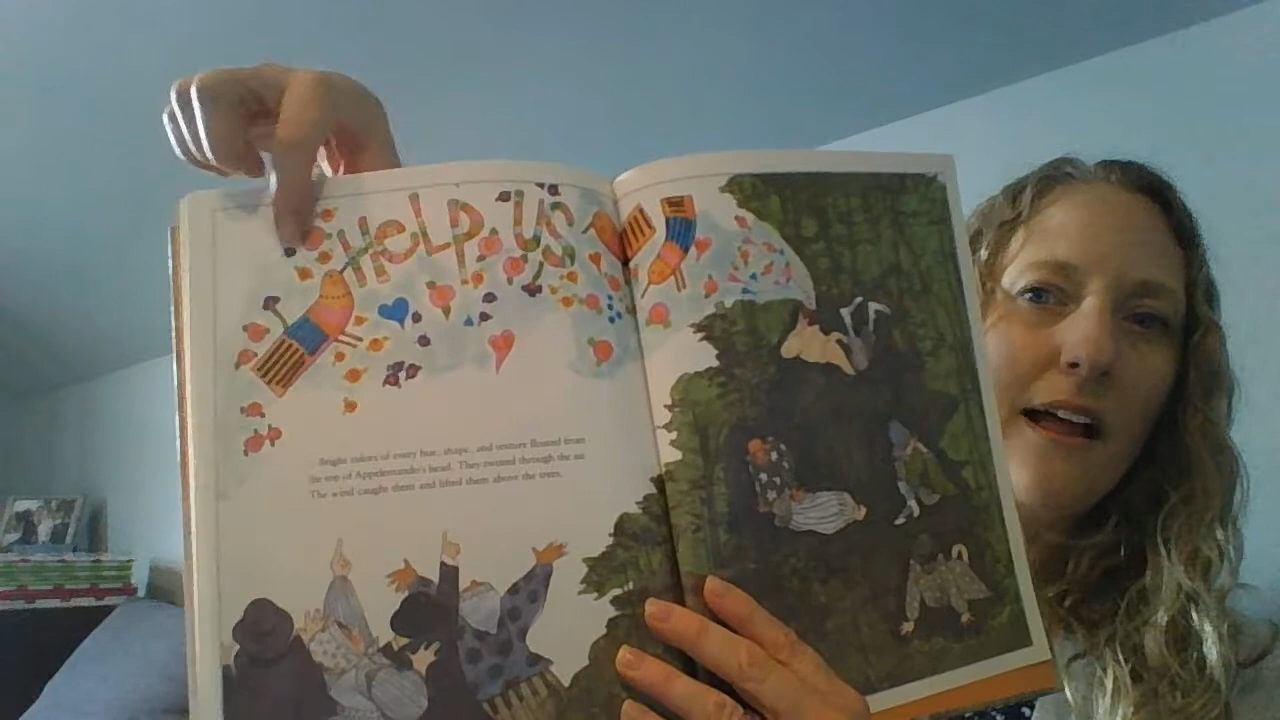 HELP US
Bright colors of every hue, shape, and texture floated from
the top of Appelemando's head. They twisted through the air.
The wind caught them and lifted them above the trees.